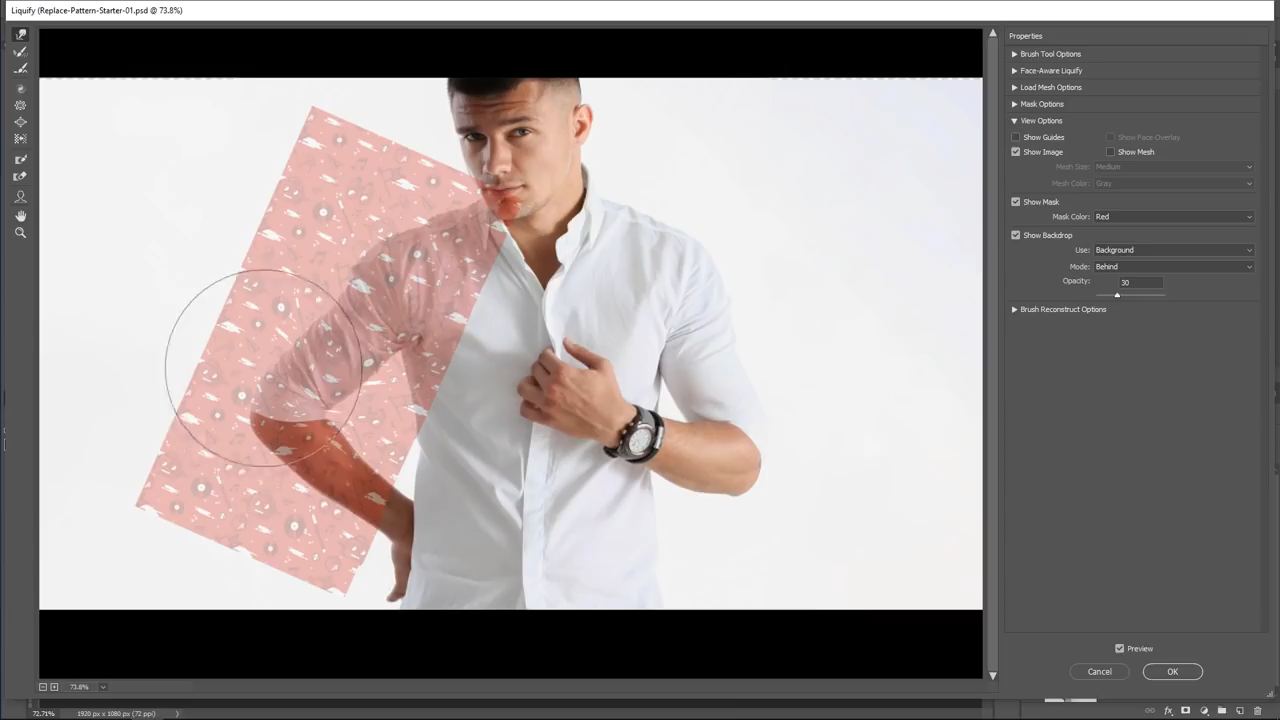 Liquify (Replace-Pattern-Starter-01.psd @ 73.8%)
Properties
Brush Tool Options
Face-Aware Liquify
Load Mesh Options
Mask Options
View Options
Show Guides
Show Face Overlay
Show Image
Show Mesh
Mesh Size: Medium
Mesh Color: Gray
Show Mask
Mask Color: Red
Show Backdrop
Use: Background
Mode: Behind
Opacity: 30
Brush Reconstruct Options
Preview
Cancel
OK
73.8%
72.71%
1920 px x 1080 px (72 ppi)